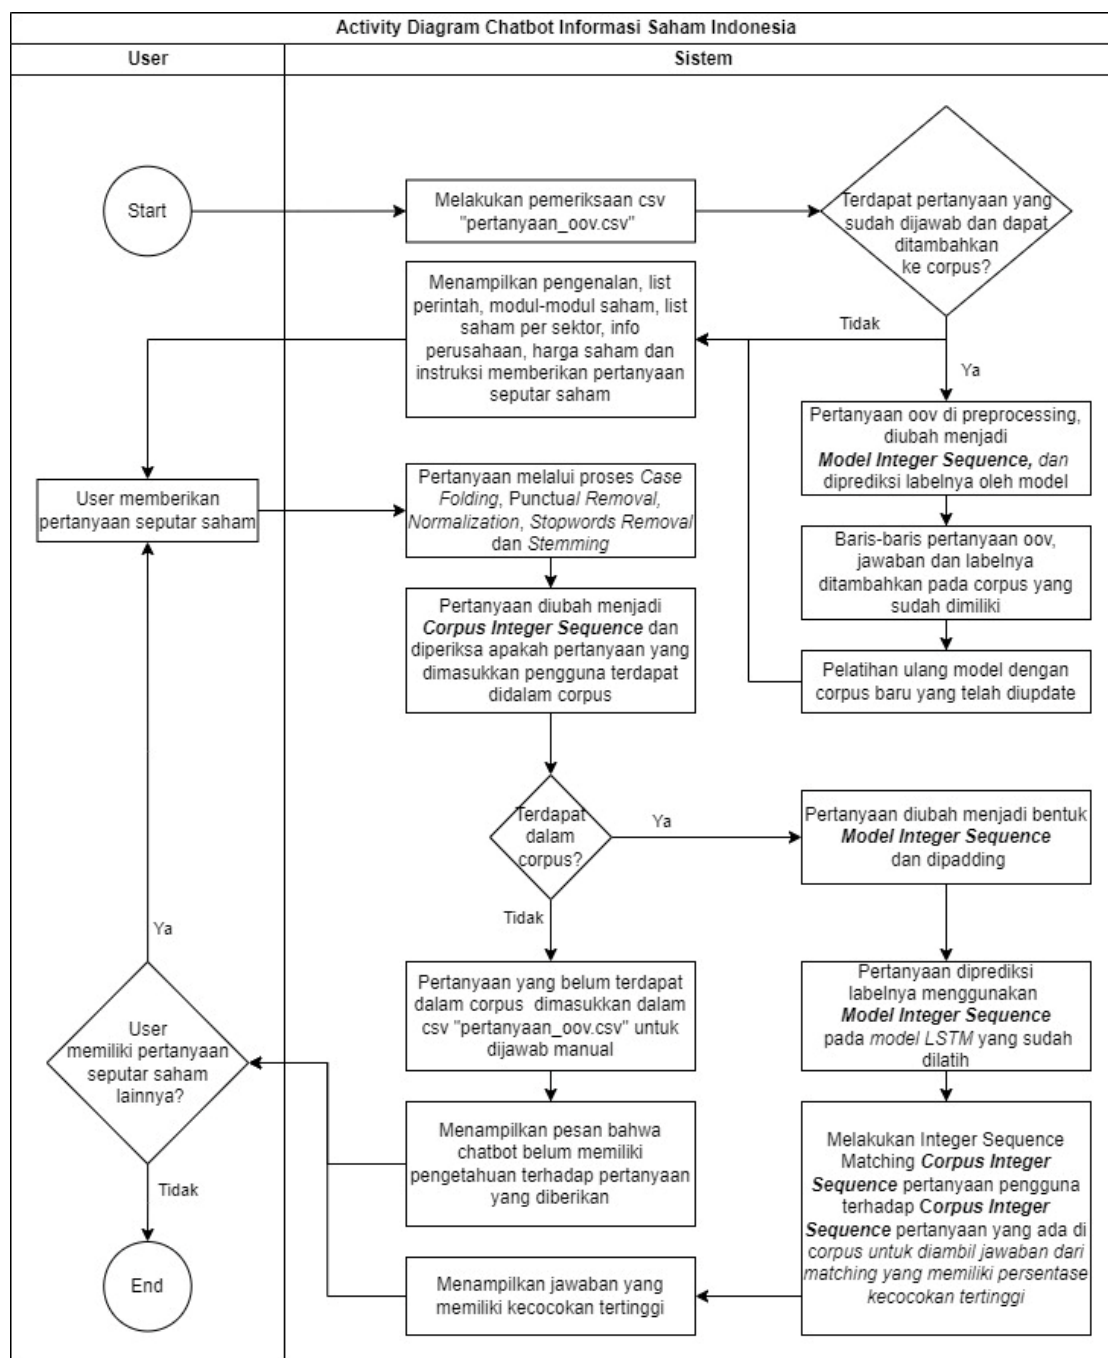 Activity Diagram Chatbot Informasi Saham Indonesia
User
Sistem
Start
Melakukan pemeriksaan csv
"pertanyaan_oov.csv"
Terdapat pertanyaan yang
sudah dijawab dan dapat
ditambahkan
ke corpus?
Tidak
Ya
Menampilkan pengenalan, list
perintah, modul-modul saham, list
saham per sektor, info
perusahaan, harga saham dan
instruksi memberikan pertanyaan
seputar saham
Pertanyaan oov di preprocessing,
diubah menjadi
Model Integer Sequence, dan
diprediksi labelnya oleh model
Baris-baris pertanyaan oov,
jawaban dan labelnya
ditambahkan pada corpus yang
sudah dimiliki
Pelatihan ulang model dengan
corpus baru yang telah diupdate
User memberikan
pertanyaan seputar saham
Pertanyaan melalui proses Case
Folding, Punctual Removal,
Normalization, Stopwords Removal
dan Stemming
Pertanyaan diubah menjadi
Corpus Integer Sequence dan
diperiksa apakah pertanyaan yang
dimasukkan pengguna terdapat
didalam corpus
Terdapat
dalam
corpus?
Ya
Tidak
Pertanyaan diubah menjadi bentuk
Model Integer Sequence
dan dipadding
Pertanyaan diprediksi
labelnya menggunakan
Model Integer Sequence
pada model LSTM yang sudah
dilatih
Melakukan Integer Sequence
Matching Corpus Integer
Sequence pertanyaan pengguna
terhadap Corpus Integer
Sequence pertanyaan yang ada di
corpus untuk diambil jawaban dari
matching yang memiliki persentase
kecocokan tertinggi
Pertanyaan yang belum terdapat
dalam corpus dimasukkan dalam
csv "pertanyaan_oov.csv" untuk
dijawab manual
Menampilkan pesan bahwa
chatbot belum memiliki
pengetahuan terhadap pertanyaan
yang diberikan
Menampilkan jawaban yang
memiliki kecocokan tertinggi
Ya
User
memiliki pertanyaan
seputar saham
lainnya?
Tidak
End